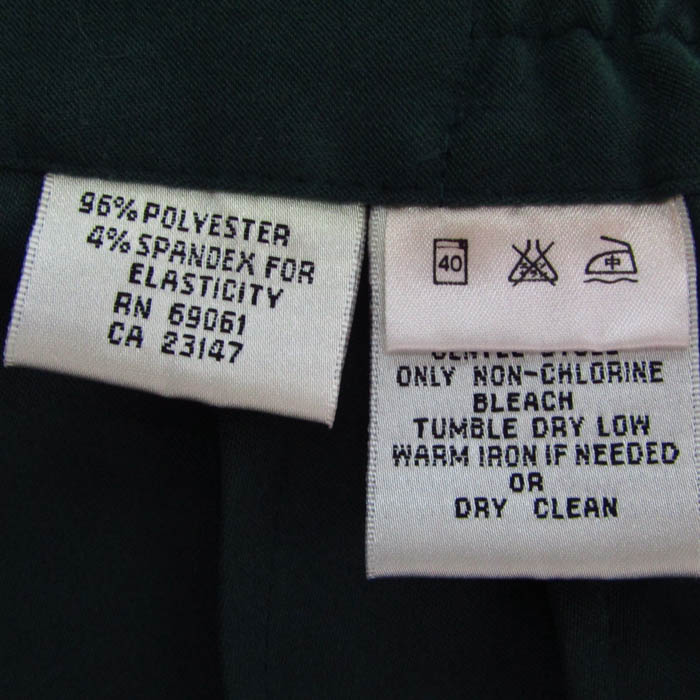 96% POLYESTER
4% SPANDEX FOR
ELASTICITY
RN 69061
CA 23147
40
中
ONLY NON-CHLORINE
BLEACH
TUMBLE DRY LOW
WARM IRON IF NEEDED
OR
DRY CLEAN